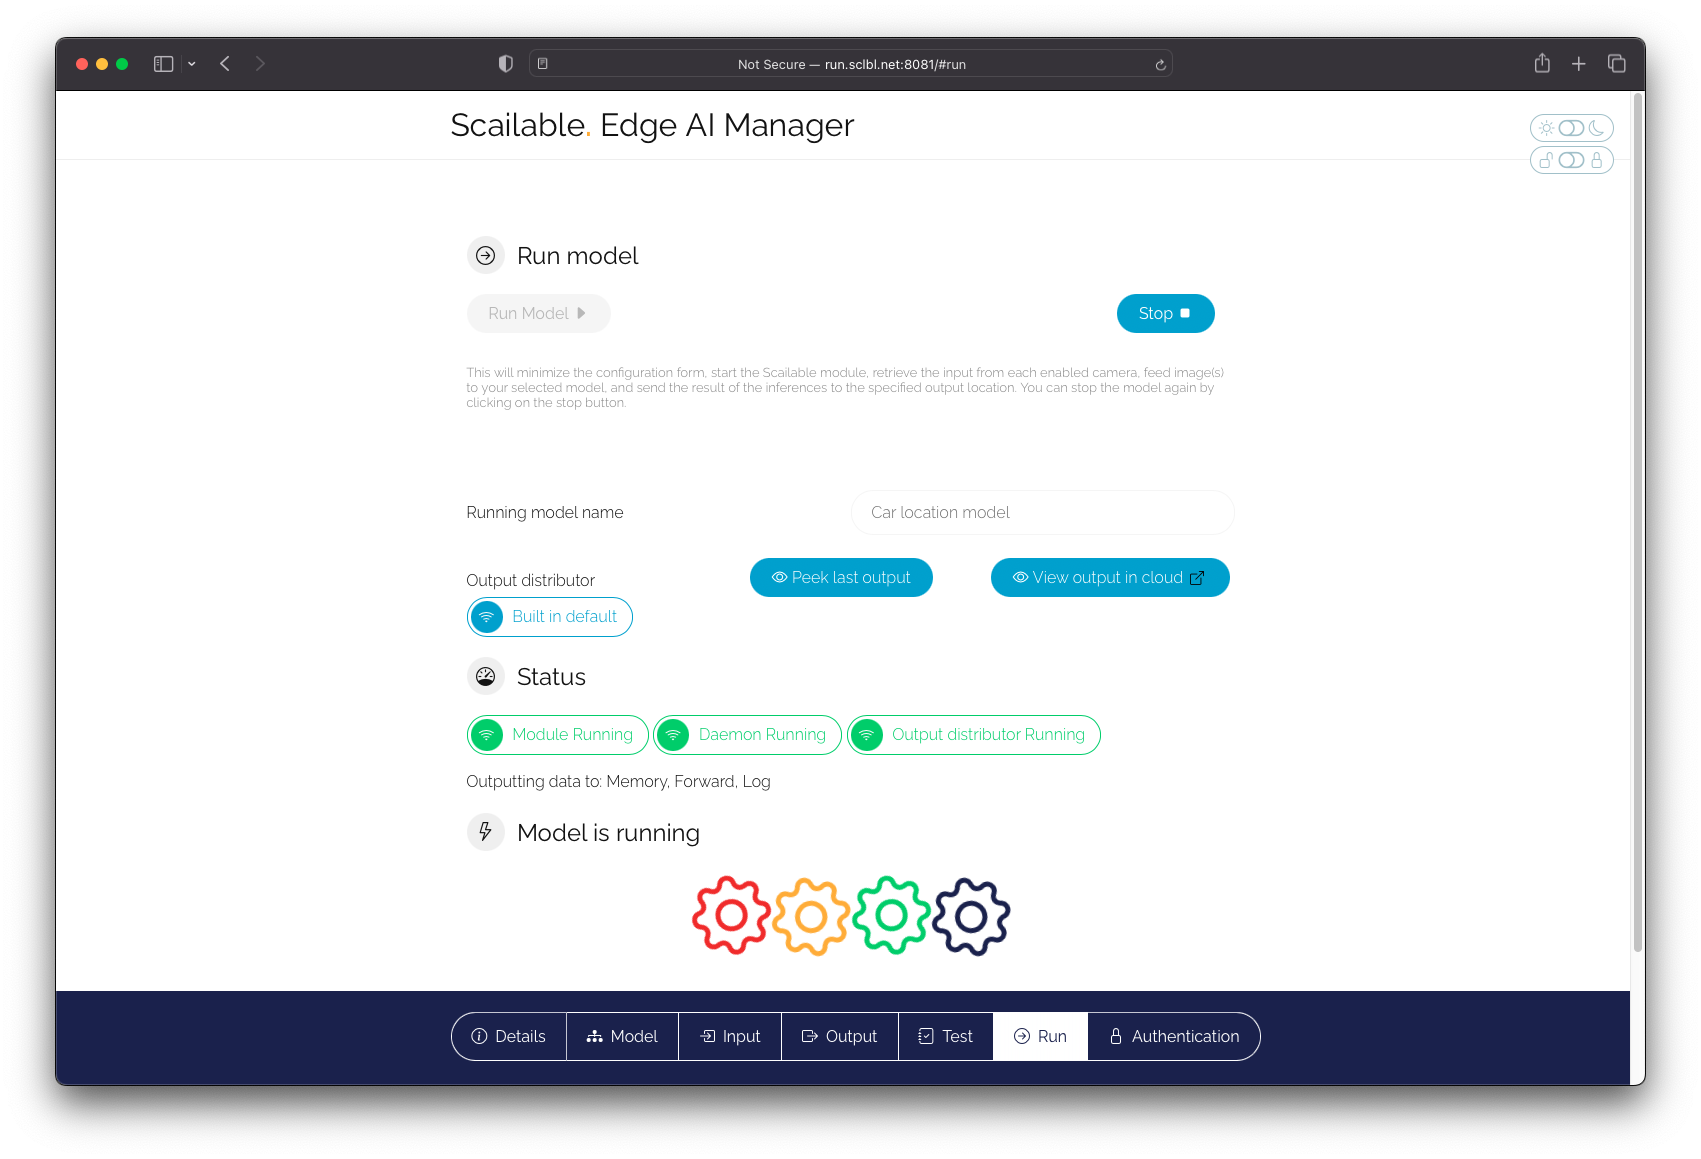 Not Secure — run.sclbl.net:8081/#run
Scailable. Edge AI Manager
Run model
Run Model
Stop
This will minimize the configuration form, start the Scailable module, retrieve the input from each enabled camera, feed image(s)
to your selected model, and send the result of the inferences to the specified output location. You can stop the model again by
clicking on the stop button.
Running model name
Car location model
Output distributor
Peek last output
View output in cloud
Built in default
Status
Module Running
Daemon Running
Output distributor Running
Outputting data to: Memory, Forward, Log
Model is running
Details
Model
Input
Output
Test
Run
Authentication